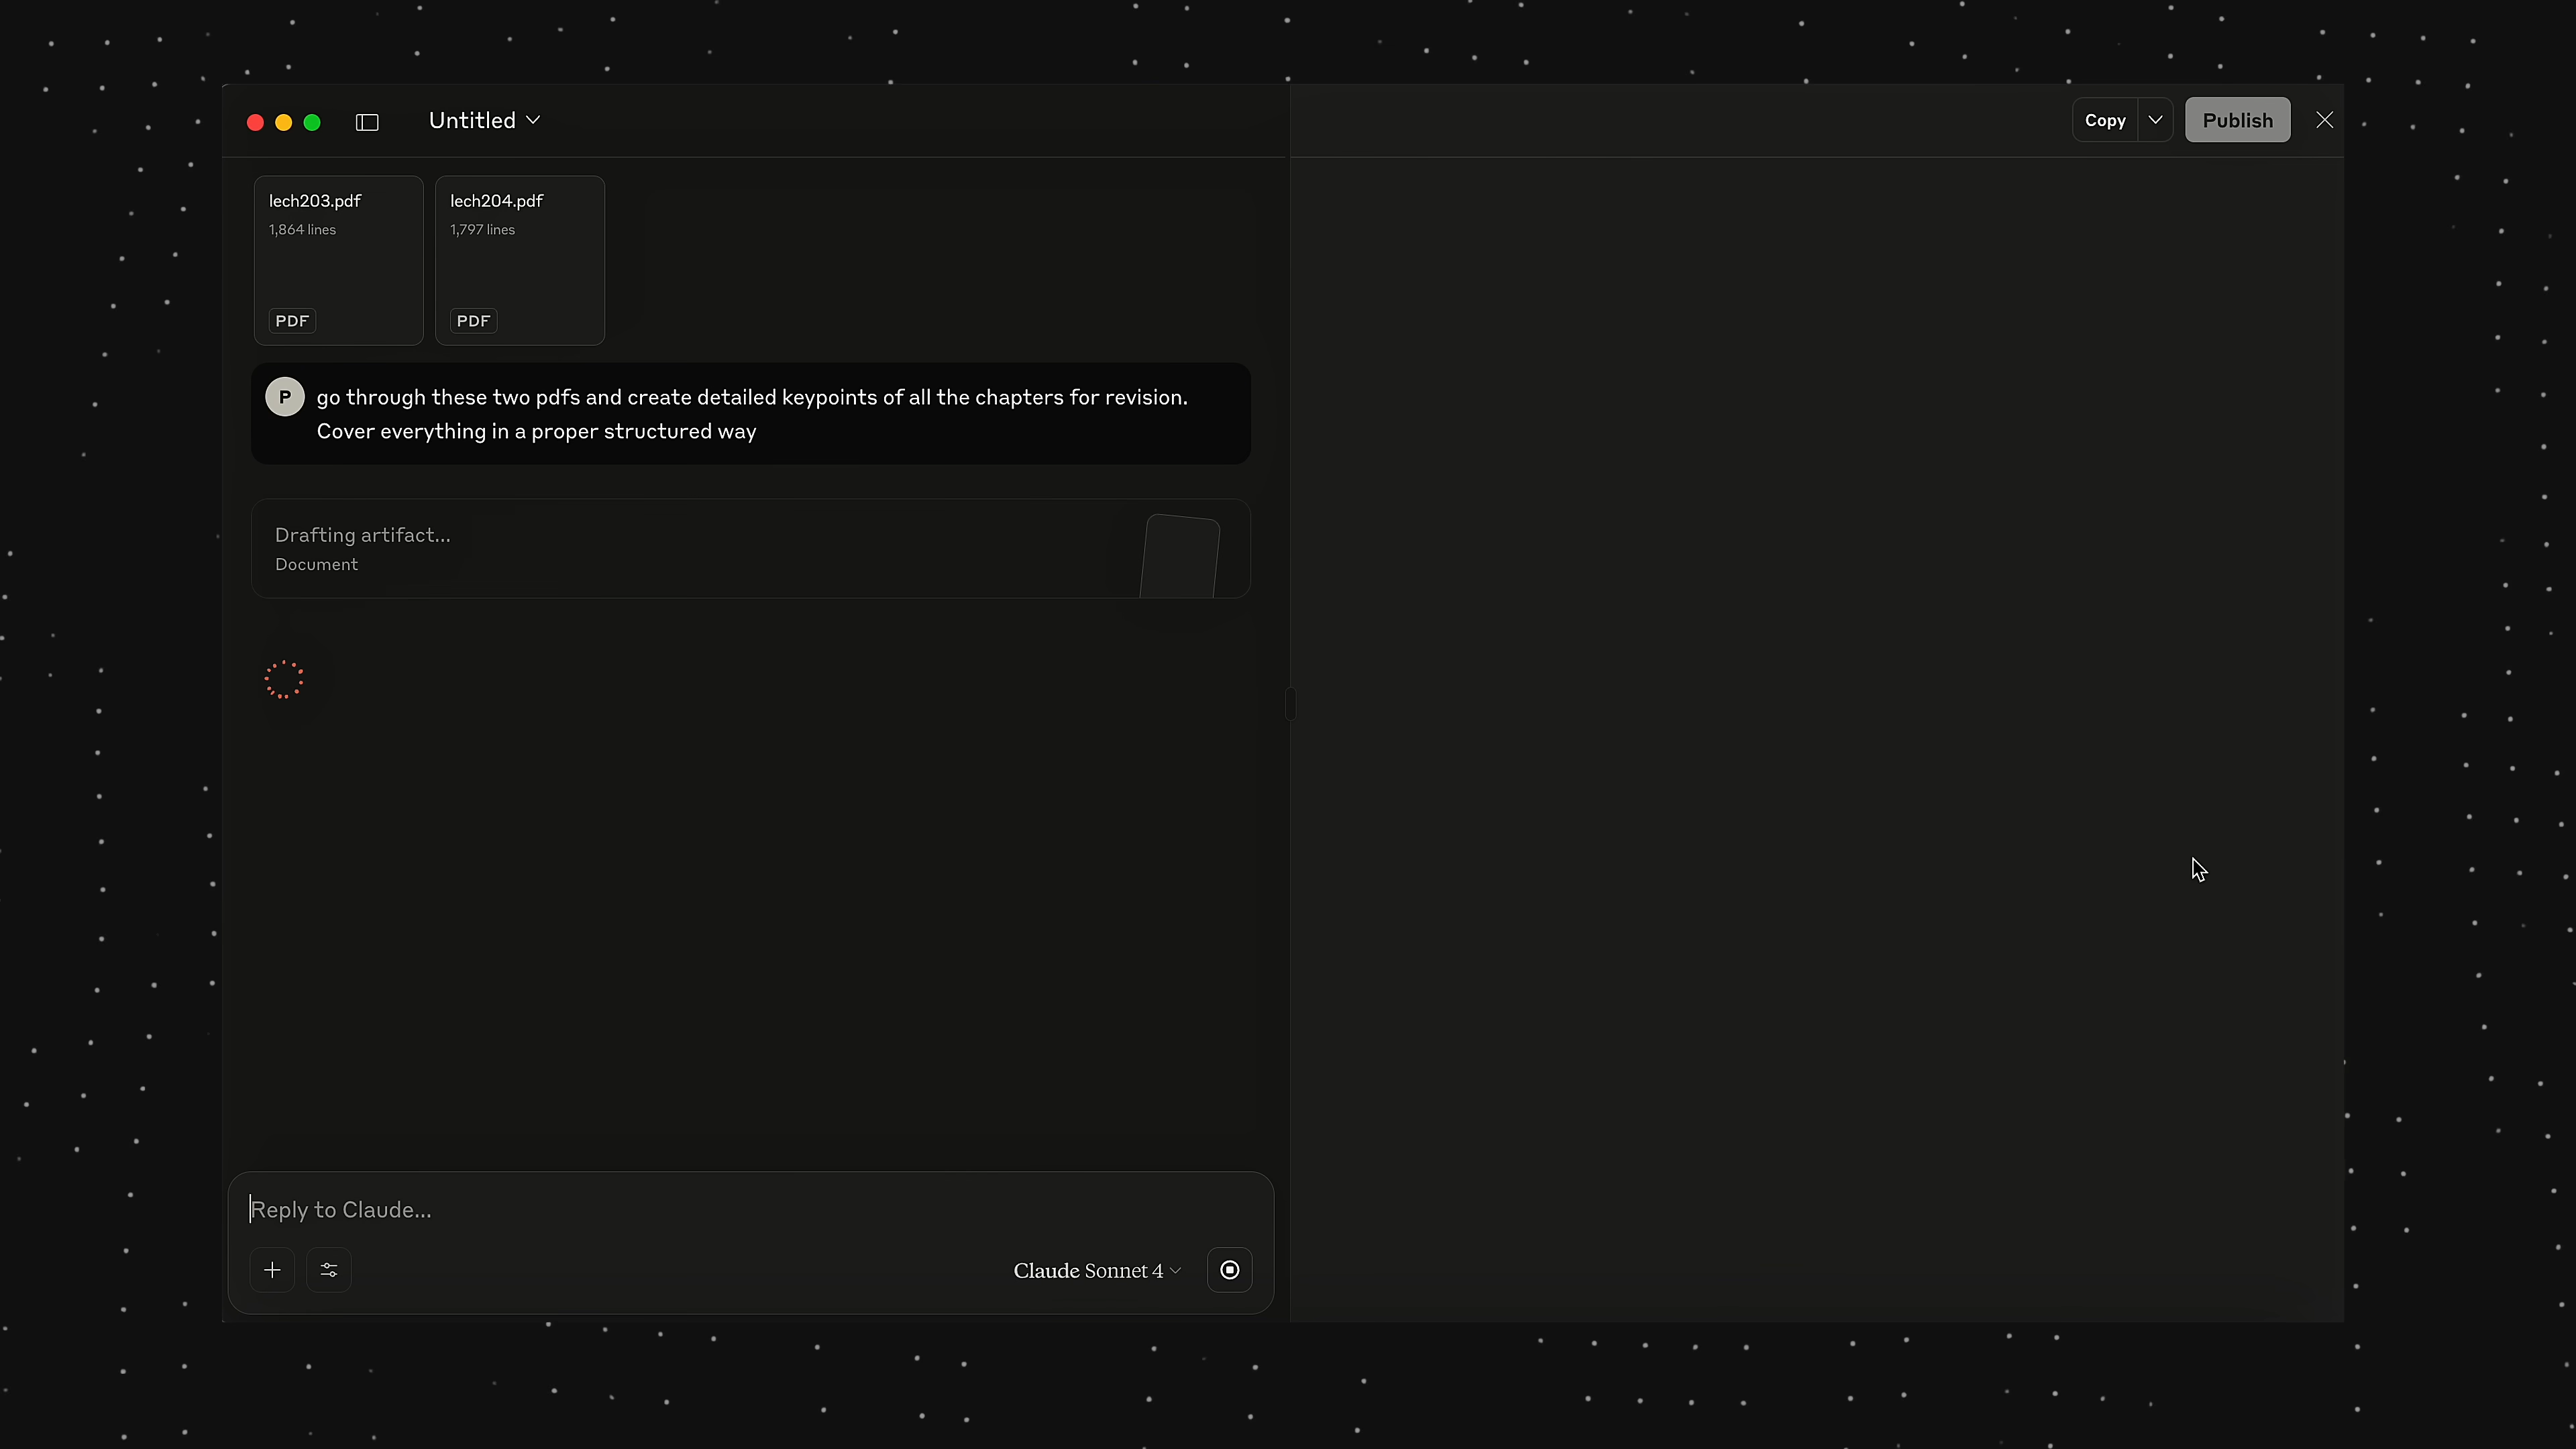 Untitled
Copy
Publish
lech203.pdf
1,864 lines
PDF
lech204.pdf
1,797 lines
PDF
P
go through these two pdfs and create detailed keypoints of all the chapters for revision.
Cover everything in a proper structured way
Drafting artifact...
Document
Reply to Claude...
Claude Sonnet 4